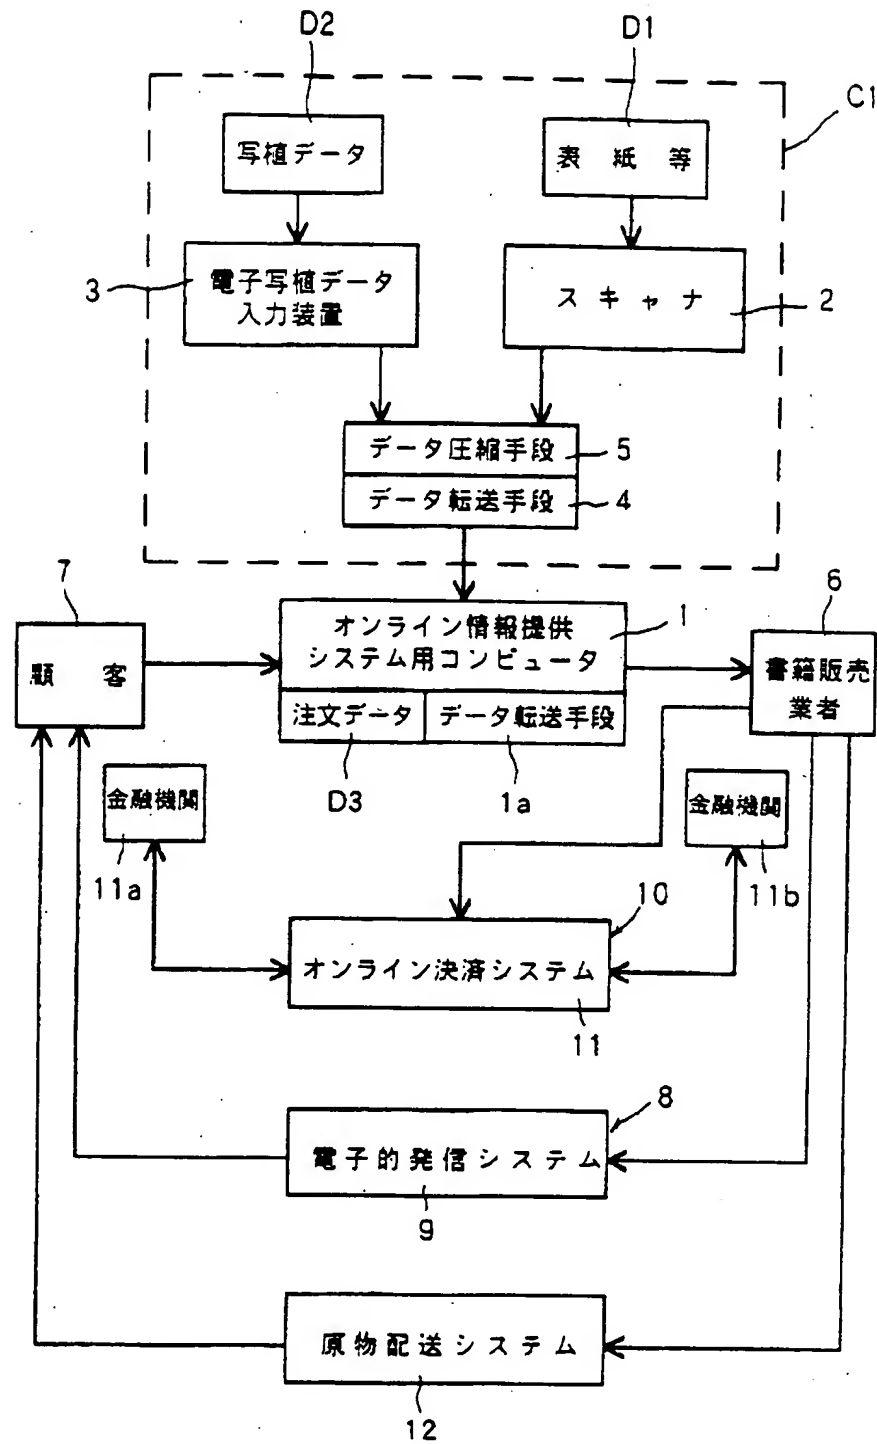 D2
D1
C1
写植データ
表紙等
3
電子写植データ
入力装置
スキャナ
2
データ圧縮手段
5
データ転送手段
4
7
6
顧客
オンライン情報提供
システム用コンピュータ
1
書籍販売
業者
注文データ
データ転送手段
D3
1a
金融機関
11a
金融機関
11b
10
オンライン決済システム
11
8
電子的発信システム
9
原物配送システム
12